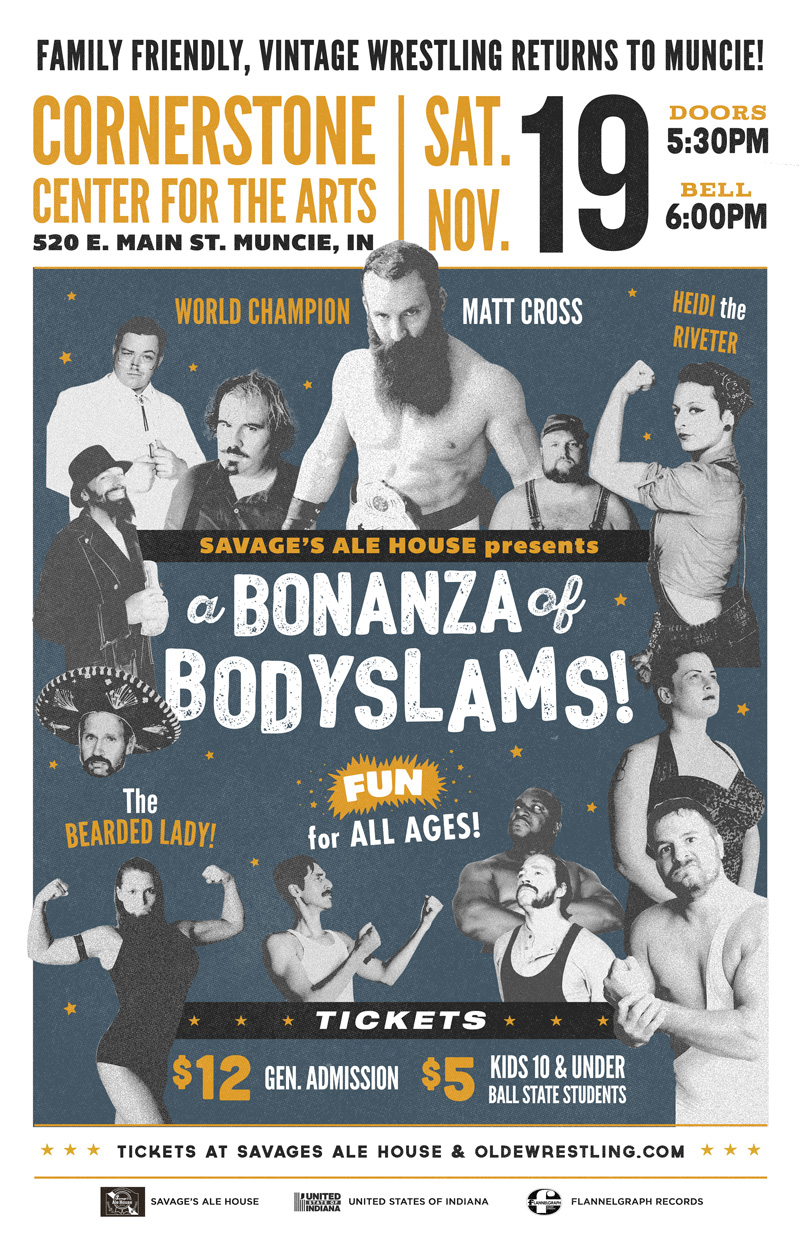 FAMILY FRIENDLY, VINTAGE WRESTLING RETURNS TO MUNCIE!
CORNERSTONE
CENTER FOR THE ARTS
520 E. MAIN ST. MUNCIE, IN
SAT.
NOV.
19
DOORS
5:30PM
BELL
6:00PM
WORLD CHAMPION
MATT CROSS
HEIDI the
RIVETER
SAVAGE'S ALE HOUSE presents
a BONANZA of
BODYSLAMS!
FUN
for ALL AGES!
The
BEARDED LADY!
TICKETS
$12 GEN. ADMISSION
$5 KIDS 10 & UNDER
BALL STATE STUDENTS
TICKETS AT SAVAGES ALE HOUSE & OLDEWRESTLING.COM
SAVAGE'S ALE HOUSE
UNITED
STATE OF
INDIANA
UNITED STATES OF INDIANA
FLANNELGRAPH
FLANNELGRAPH RECORDS